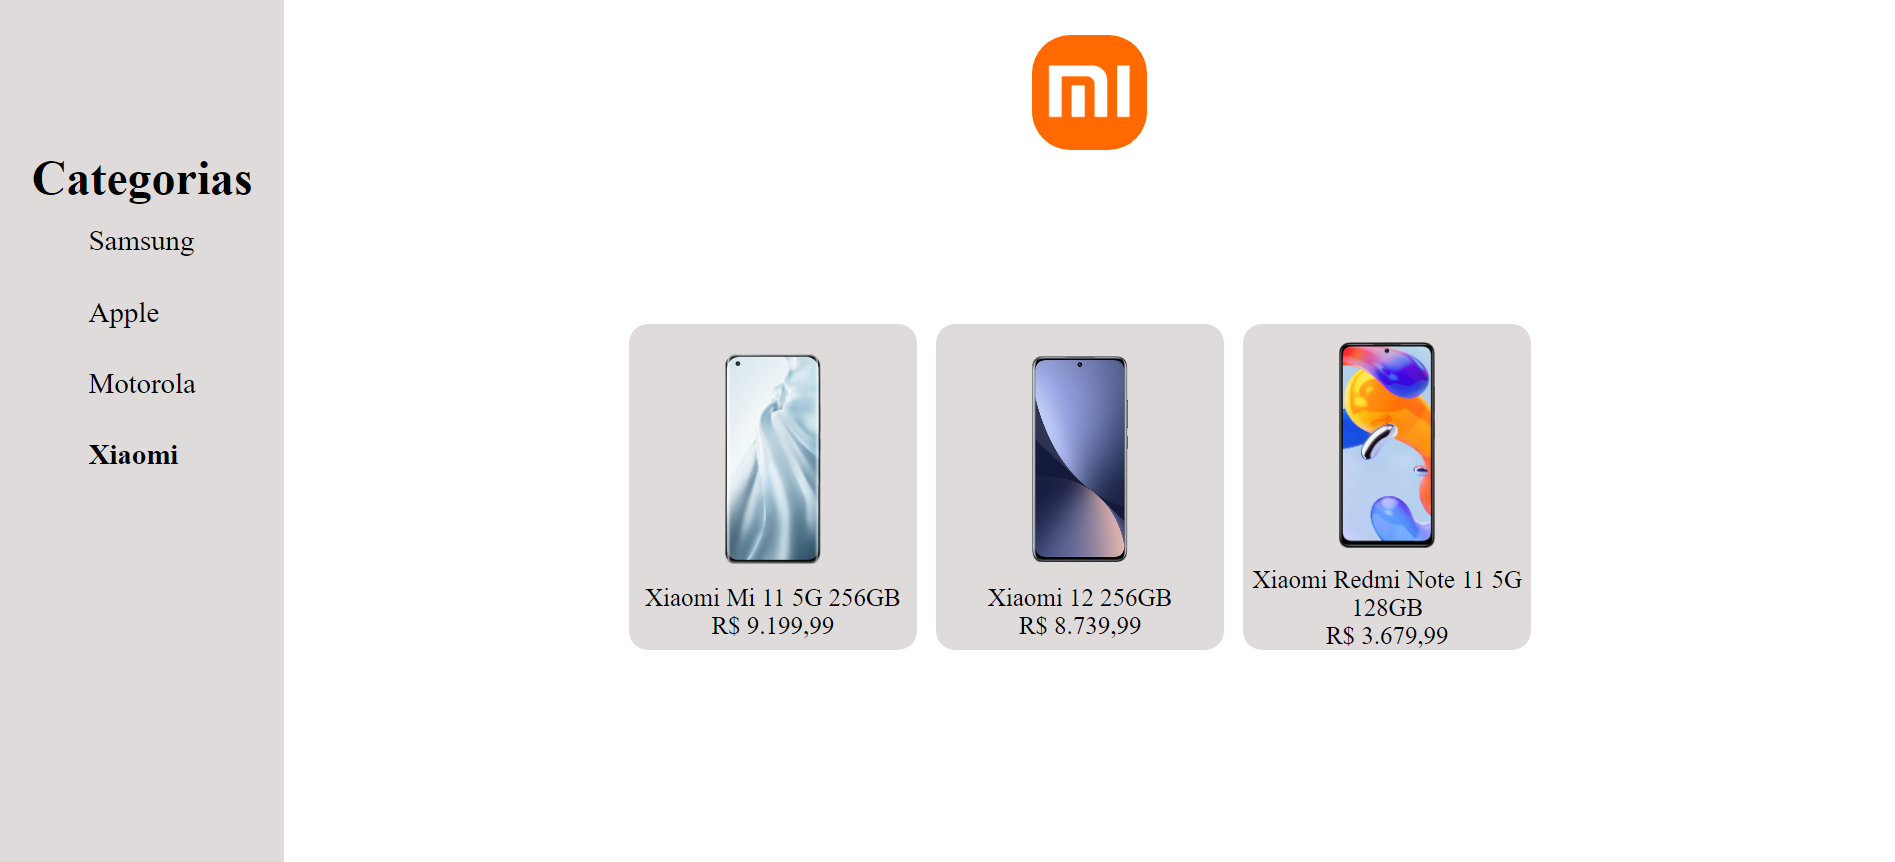 Categorias
Samsung
Apple
Motorola
Xiaomi
mi
Xiaomi Mi 11 5G 256GB
R$ 9.199,99
Xiaomi 12 256GB
R$ 8.739,99
Xiaomi Redmi Note 11 5G
128GB
R$ 3.679,99